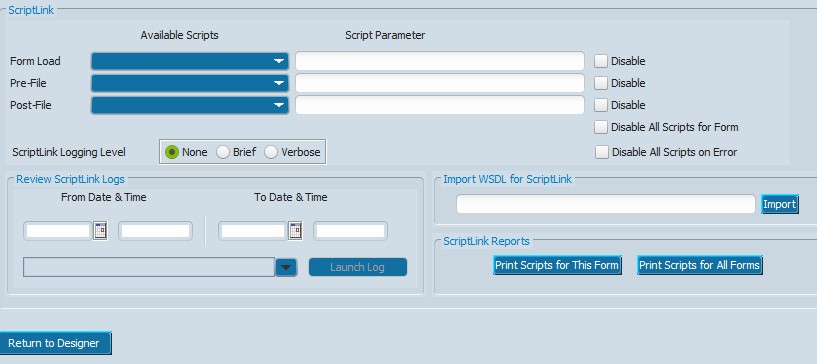 ScriptLink
Available Scripts Script Parameter
Form Load Disable
Pre-File Disable
Post-File Disable
Disable All Scripts for Form
ScriptLink Logging Level None Brief Verbose Disable All Scripts on Error
Review ScriptLink Logs
From Date & Time To Date & Time
Launch Log
Import WSDL for ScriptLink
Import
ScriptLink Reports
Print Scripts for This Form Print Scripts for All Forms
Return to Designer